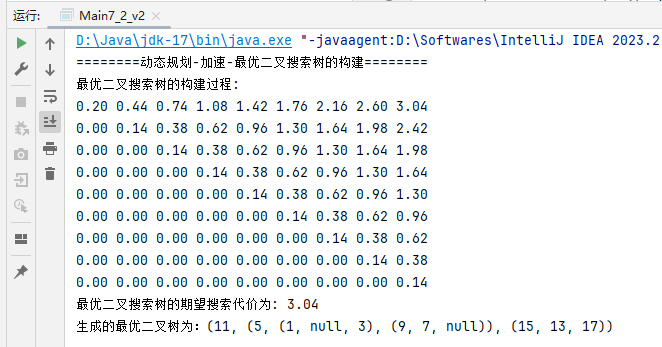 运行: Main7_2_v2
D:\Java\jdk-17\bin\java.exe "-javaagent:D:\Softwares\IntelliJ IDEA 2023.2
========动态规划-加速-最优二叉搜索树的构建========
最优二叉搜索树的构建过程:
0.20 0.44 0.74 1.08 1.42 1.76 2.16 2.60 3.04
0.00 0.14 0.38 0.62 0.96 1.30 1.64 1.98 2.42
0.00 0.00 0.14 0.38 0.62 0.96 1.30 1.64 1.98
0.00 0.00 0.00 0.14 0.38 0.62 0.96 1.30 1.64
0.00 0.00 0.00 0.00 0.14 0.38 0.62 0.96 1.30
0.00 0.00 0.00 0.00 0.00 0.14 0.38 0.62 0.96
0.00 0.00 0.00 0.00 0.00 0.00 0.14 0.38 0.62
0.00 0.00 0.00 0.00 0.00 0.00 0.00 0.14 0.38
0.00 0.00 0.00 0.00 0.00 0.00 0.00 0.00 0.14
最优二叉搜索树的期望搜索代价为: 3.04
生成的最优二叉树为：(11, (5, (1, null, 3), (9, 7, null)), (15, 13, 17))